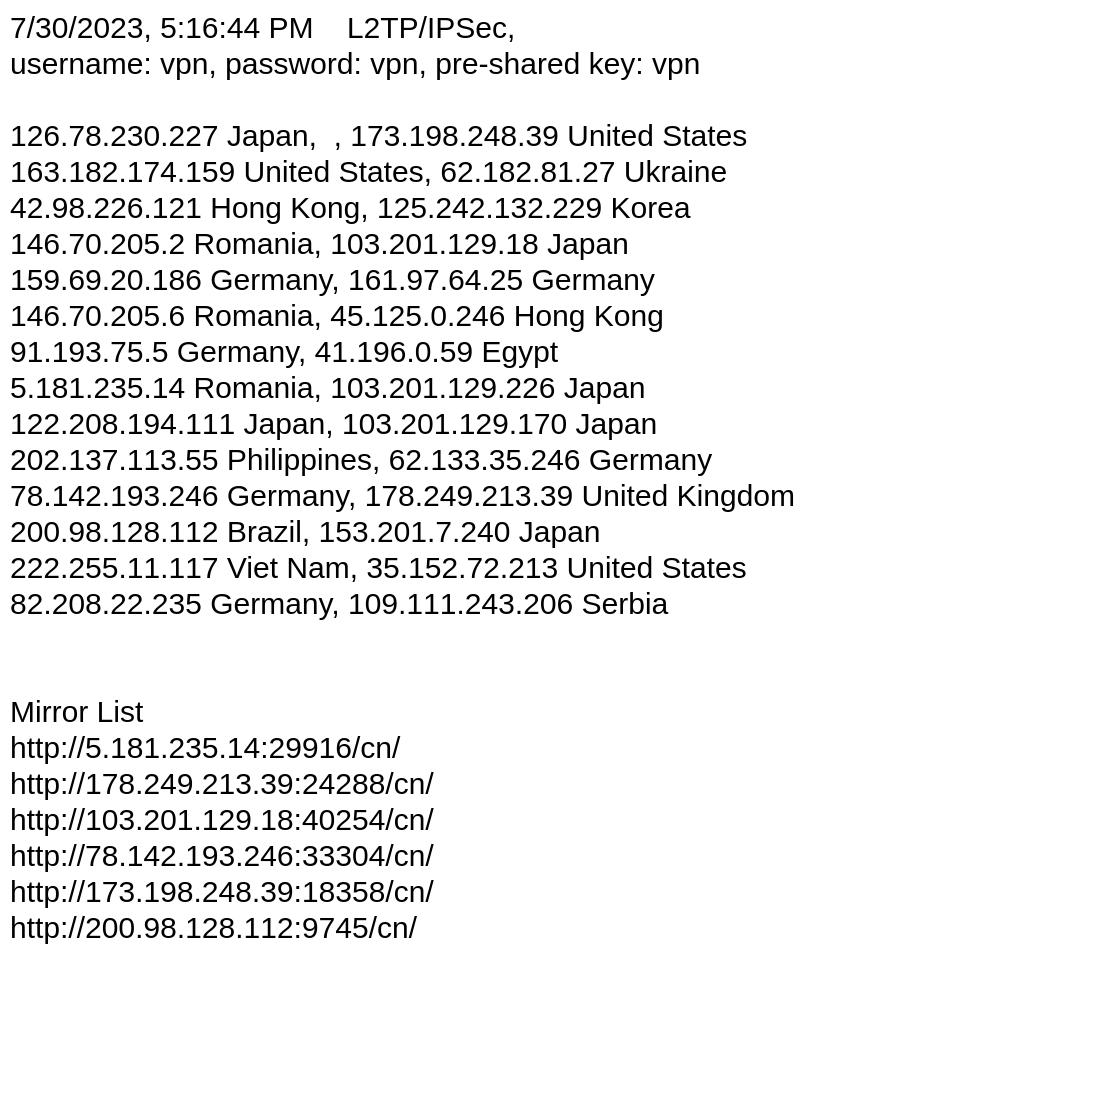 7/30/2023, 5:16:44 PM    L2TP/IPSec,
username: vpn, password: vpn, pre-shared key: vpn
126.78.230.227 Japan,  , 173.198.248.39 United States
163.182.174.159 United States, 62.182.81.27 Ukraine
42.98.226.121 Hong Kong, 125.242.132.229 Korea
146.70.205.2 Romania, 103.201.129.18 Japan
159.69.20.186 Germany, 161.97.64.25 Germany
146.70.205.6 Romania, 45.125.0.246 Hong Kong
91.193.75.5 Germany, 41.196.0.59 Egypt
5.181.235.14 Romania, 103.201.129.226 Japan
122.208.194.111 Japan, 103.201.129.170 Japan
202.137.113.55 Philippines, 62.133.35.246 Germany
78.142.193.246 Germany, 178.249.213.39 United Kingdom
200.98.128.112 Brazil, 153.201.7.240 Japan
222.255.11.117 Viet Nam, 35.152.72.213 United States
82.208.22.235 Germany, 109.111.243.206 Serbia
Mirror List
http://5.181.235.14:29916/cn/
http://178.249.213.39:24288/cn/
http://103.201.129.18:40254/cn/
http://78.142.193.246:33304/cn/
http://173.198.248.39:18358/cn/
http://200.98.128.112:9745/cn/